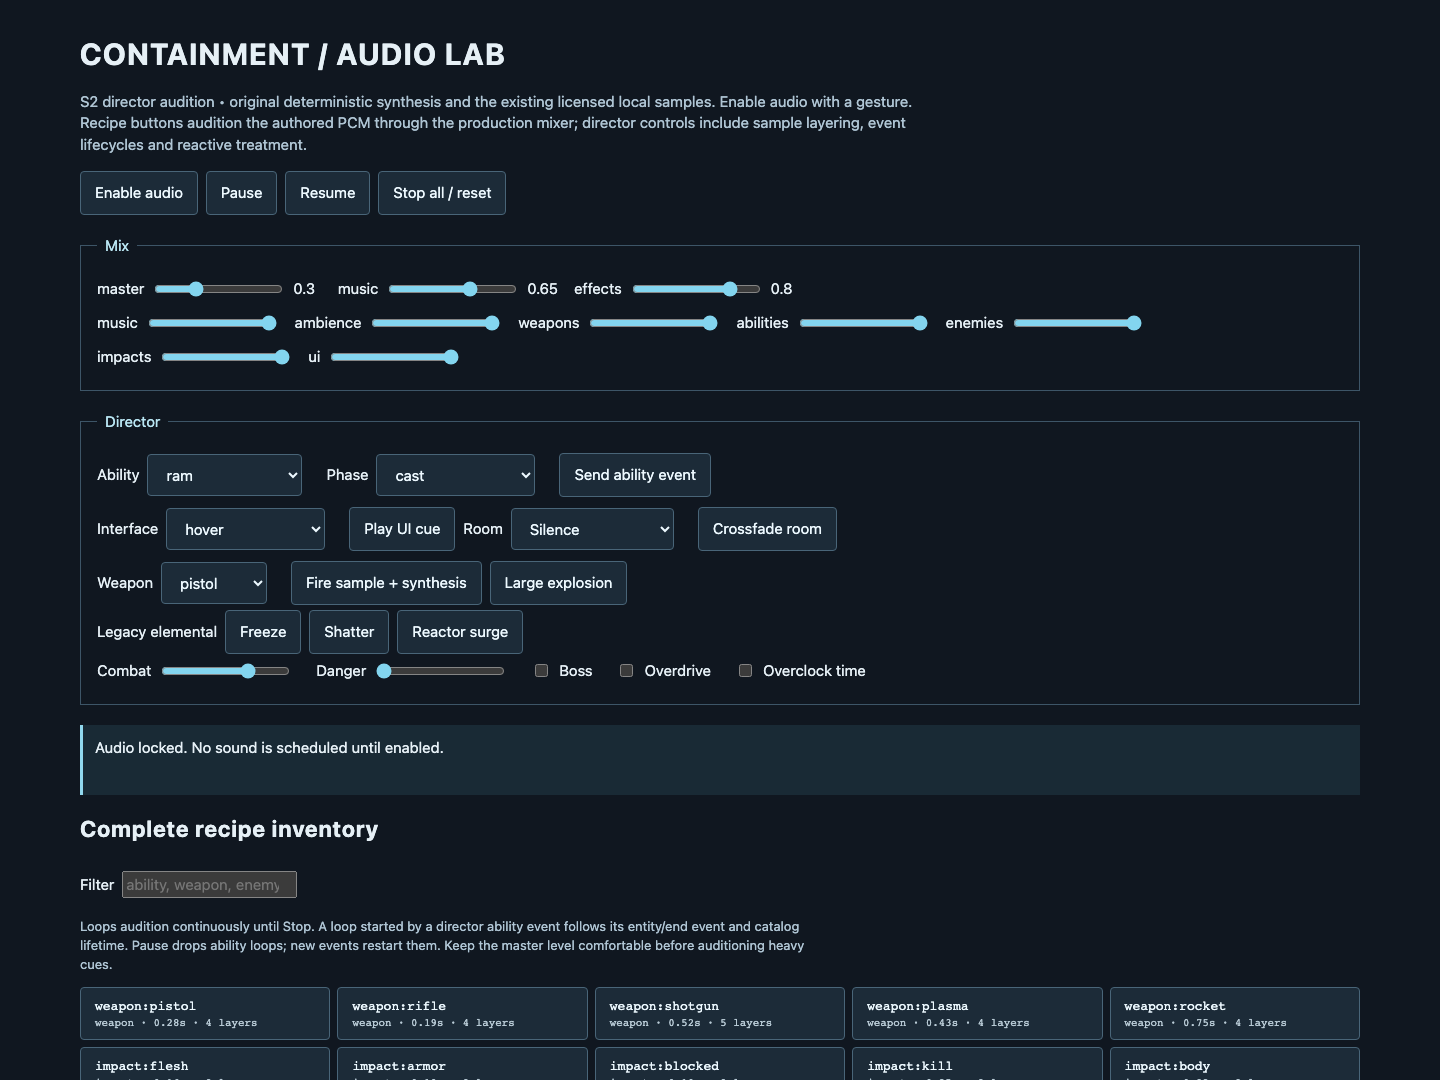 CONTAINMENT / AUDIO LAB
S2 director audition • original deterministic synthesis and the existing licensed local samples. Enable audio with a gesture.
Recipe buttons audition the authored PCM through the production mixer; director controls include sample layering, event
lifecycles and reactive treatment.
Enable audio Pause Resume Stop all / reset
Mix
master 0.3 music 0.65 effects 0.8
music ambience weapons abilities enemies
impacts ui
Director
Ability ram Phase cast Send ability event
Interface hover Play UI cue Room Silence Crossfade room
Weapon pistol Fire sample + synthesis Large explosion
Legacy elemental Freeze Shatter Reactor surge
Combat Danger Boss Overdrive Overclock time
Audio locked. No sound is scheduled until enabled.
Complete recipe inventory
Filter ability, weapon, enemy
Loops audition continuously until Stop. A loop started by a director ability event follows its entity/end event and catalog
lifetime. Pause drops ability loops; new events restart them. Keep the master level comfortable before auditioning heavy
cues.
weapon:pistol weapon:rifle weapon:shotgun weapon:plasma weapon:rocket
weapon • 0.28s • 4 layers weapon • 0.19s • 4 layers weapon • 0.52s • 5 layers weapon • 0.43s • 4 layers weapon • 0.75s • 4 layers
impact:flesh impact:armor impact:blocked impact:kill impact:body